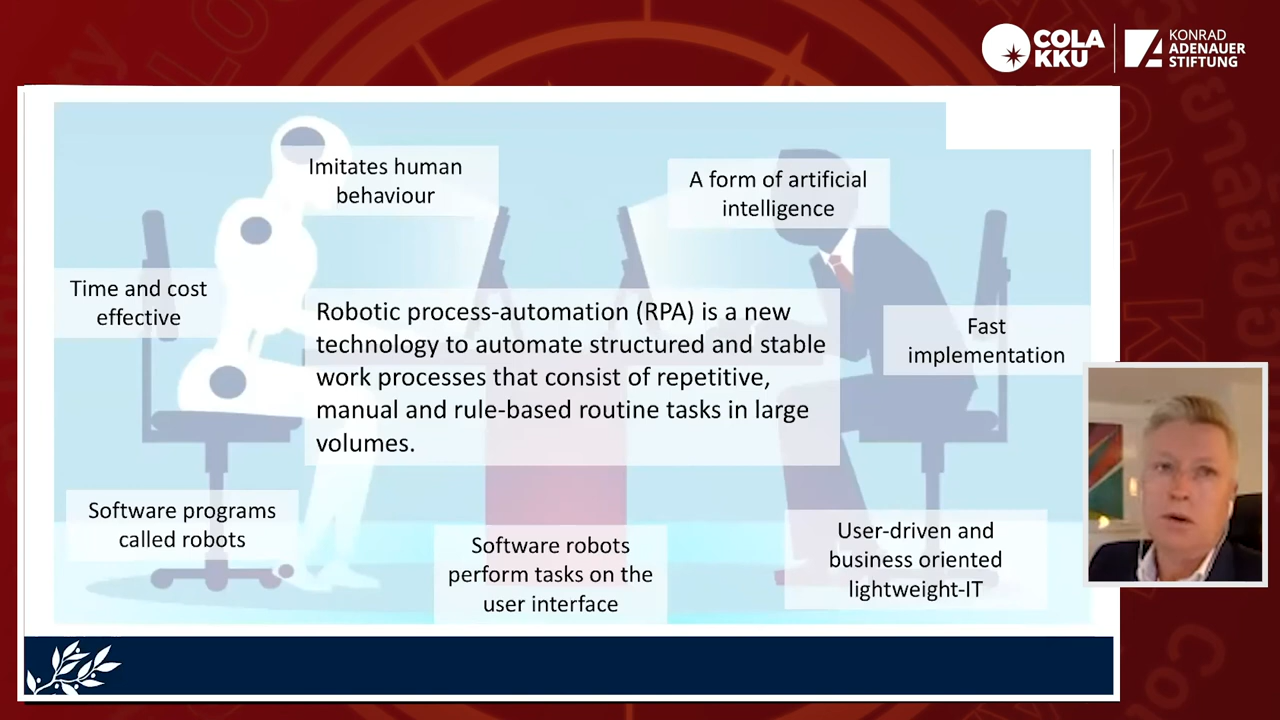 COLA
KKU
KONRAD
ADENAUER
STIFTUNG
Imitates human
behaviour
A form of artificial
intelligence
Time and cost
effective
Robotic process-automation (RPA) is a new
technology to automate structured and stable
work processes that consist of repetitive,
manual and rule-based routine tasks in large
volumes.
Fast
implementation
Software programs
called robots
Software robots
perform tasks on the
user interface
User-driven and
business oriented
lightweight-IT